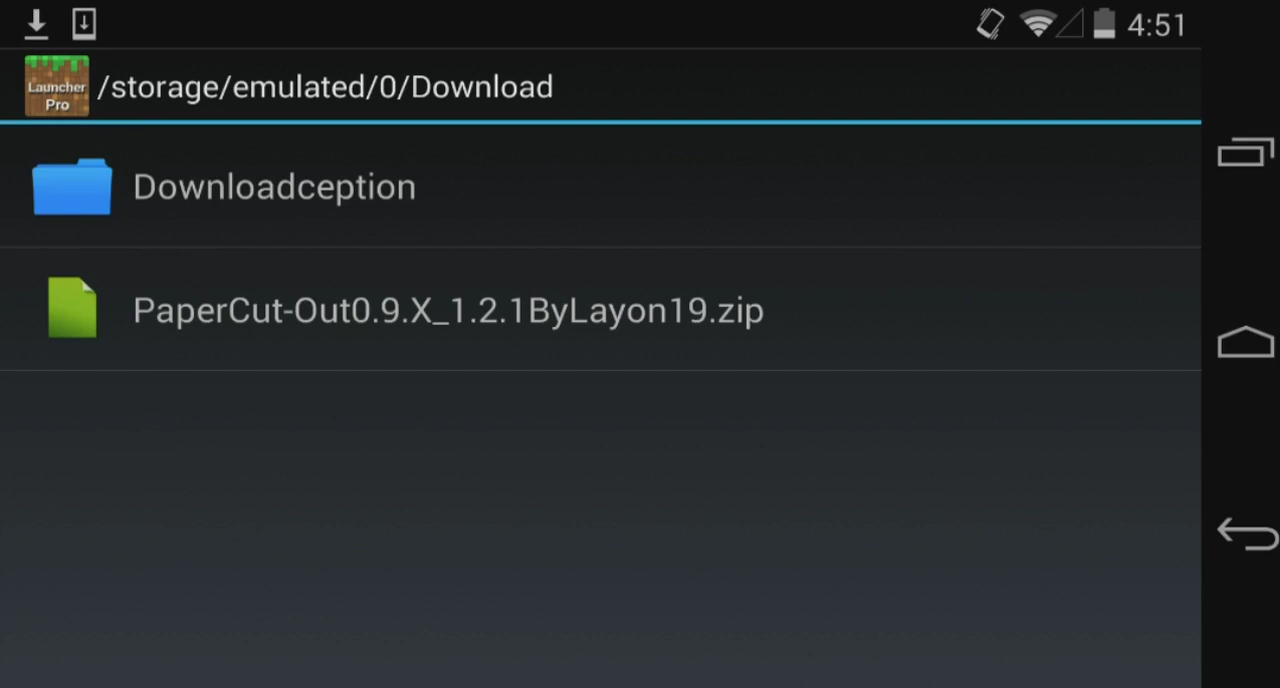 4:51
Launcher
Pro
/storage/emulated/0/Download
Downloadception
PaperCut-Out0.9.X_1.2.1ByLayon19.zip